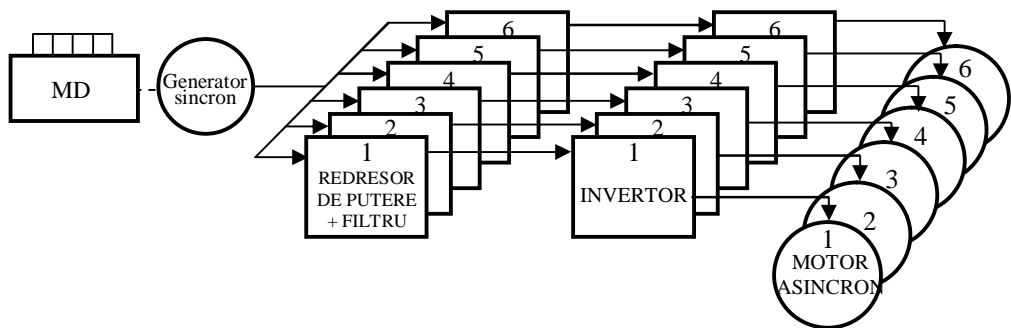 MD
Generator
sincron
6
5
4
3
2
1
REDRESOR
DE PUTERE
+ FILTRU
6
5
4
3
2
1
INVERTOR
6
5
4
3
2
1
MOTOR
ASINCRON